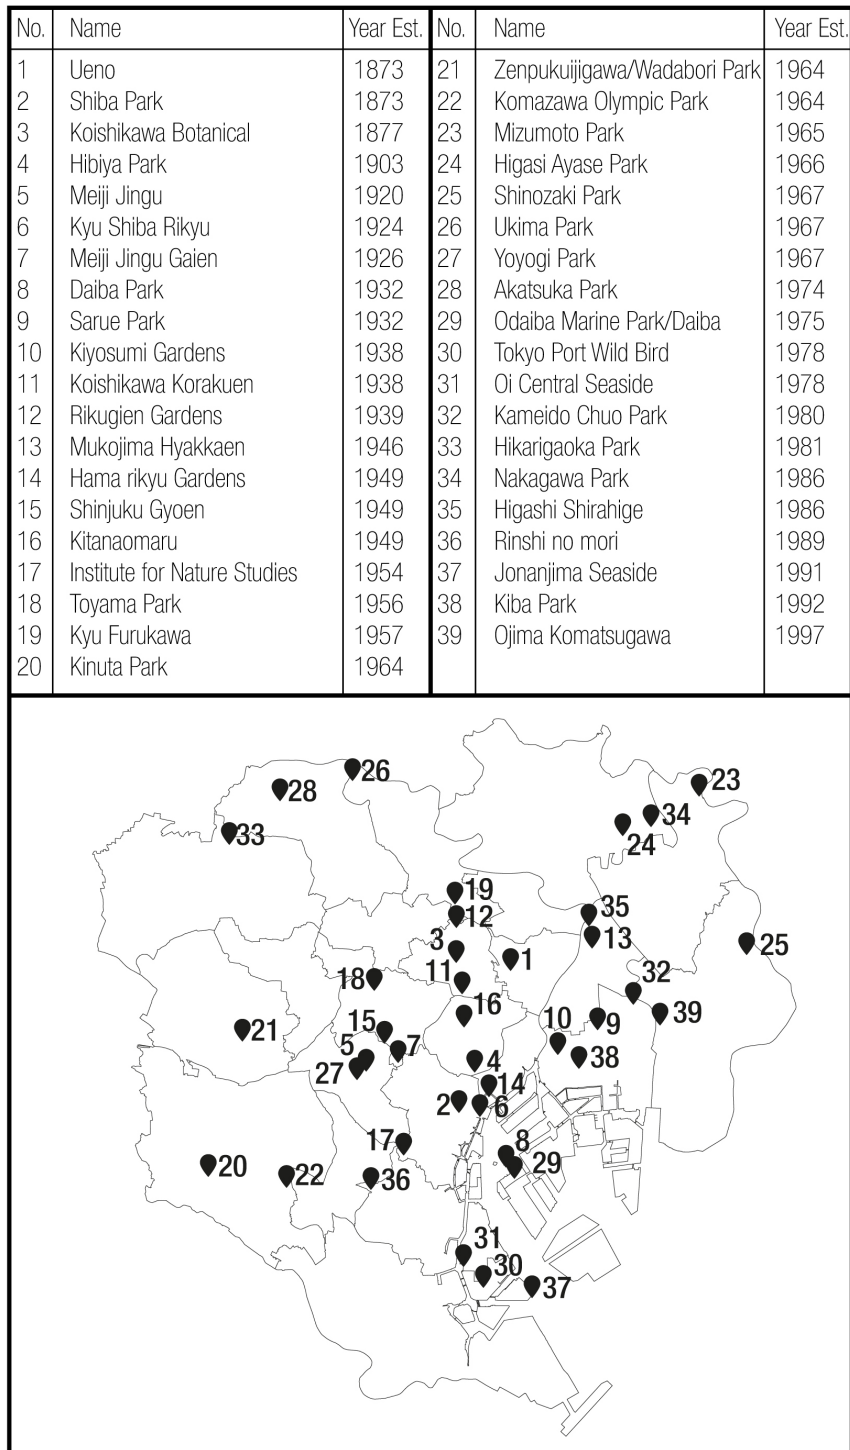 No. Name Year Est. No. Name Year Est.
1 Ueno 1873 21 Zenpukuijigawa/Wadabori Park 1964
2 Shiba Park 1873 22 Komazawa Olympic Park 1964
3 Koishikawa Botanical 1877 23 Mizumoto Park 1965
4 Hibiya Park 1903 24 Higasi Ayase Park 1966
5 Meiji Jingu 1920 25 Shinozaki Park 1967
6 Kyu Shiba Rikyu 1924 26 Ukima Park 1967
7 Meiji Jingu Gaien 1926 27 Yoyogi Park 1967
8 Daiba Park 1932 28 Akatsuka Park 1974
9 Sarue Park 1932 29 Odaiba Marine Park/Daiba 1975
10 Kiyosumi Gardens 1938 30 Tokyo Port Wild Bird 1978
11 Koishikawa Korakuen 1938 31 Oi Central Seaside 1978
12 Rikugien Gardens 1939 32 Kameido Chuo Park 1980
13 Mukojima Hyakkaen 1946 33 Hikarigaoka Park 1981
14 Hama rikyu Gardens 1949 34 Nakagawa Park 1986
15 Shinjuku Gyoen 1949 35 Higashi Shirahige 1986
16 Kitanaomaru 1949 36 Rinshi no mori 1989
17 Institute for Nature Studies 1954 37 Jonanjima Seaside 1991
18 Toyama Park 1956 38 Kiba Park 1992
19 Kyu Furukawa 1957 39 Ojima Komatsugawa 1997
20 Kinuta Park 1964
26
23
28
34
33
24
19
35
12
13
3
25
1
11
18
32
16
39
9
15
10
21
7
5
38
4
27
14
2
6
17
8
29
20
22
36
31
30
37